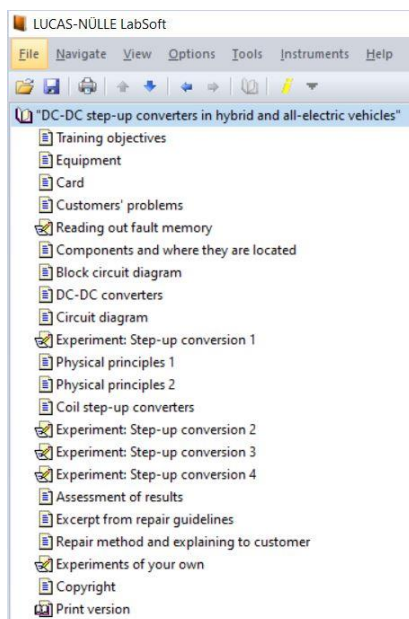 LUCAS-NÜLLE LabSoft
File Navigate View Options Tools Instruments Help
"DC-DC step-up converters in hybrid and all-electric vehicles"
Training objectives
Equipment
Card
Customers' problems
Reading out fault memory
Components and where they are located
Block circuit diagram
DC-DC converters
Circuit diagram
Experiment: Step-up conversion 1
Physical principles 1
Physical principles 2
Coil step-up converters
Experiment: Step-up conversion 2
Experiment: Step-up conversion 3
Experiment: Step-up conversion 4
Assessment of results
Excerpt from repair guidelines
Repair method and explaining to customer
Experiments of your own
Copyright
Print version